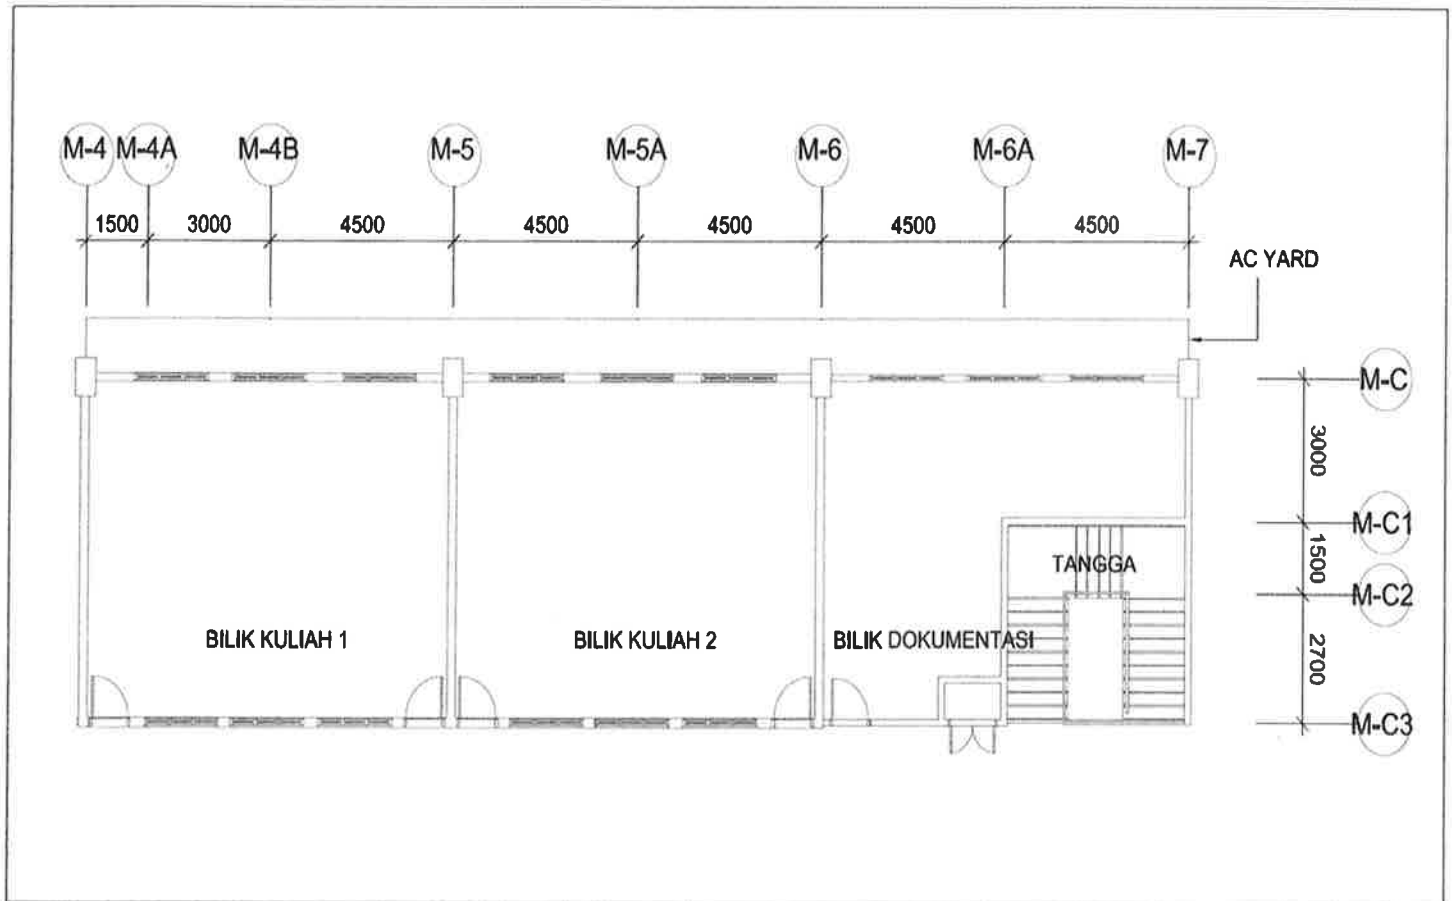 M-4 M-4A M-4B M-5 M-5A M-6 M-6A M-7
1500 3000 4500 4500 4500 4500 4500
AC YARD
M-C
3000
M-C1
1500
TANGGA
M-C2
2700
BILIK KULIAH 1 BILIK KULIAH 2 BILIK DOKUMENTASI
M-C3